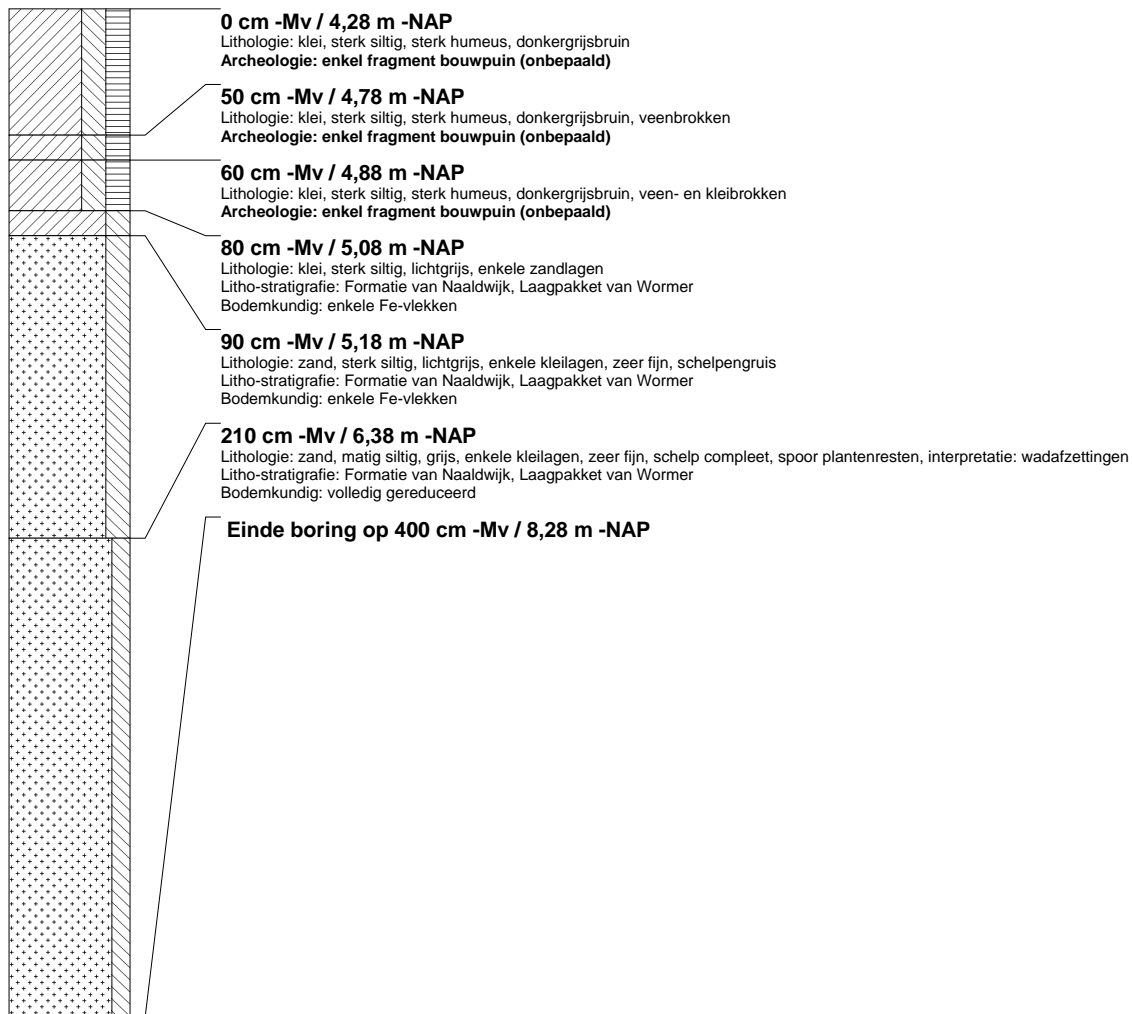 0 cm -Mv / 4,28 m -NAP
Lithologie: klei, sterk siltig, sterk humeus, donkergrijsbruin
Archeologie: enkel fragment bouwpuin (onbepaald)
50 cm -Mv / 4,78 m -NAP
Lithologie: klei, sterk siltig, sterk humeus, donkergrijsbruin, veenbrokken
Archeologie: enkel fragment bouwpuin (onbepaald)
60 cm -Mv / 4,88 m -NAP
Lithologie: klei, sterk siltig, sterk humeus, donkergrijsbruin, veen- en kleibrokken
Archeologie: enkel fragment bouwpuin (onbepaald)
80 cm -Mv / 5,08 m -NAP
Lithologie: klei, sterk siltig, lichtgrijs, enkele zandlagen
Litho-stratigrafie: Formatie van Naaldwijk, Laagpakket van Wormer
Bodemkundig: enkele Fe-vlekken
90 cm -Mv / 5,18 m -NAP
Lithologie: zand, sterk siltig, lichtgrijs, enkele kleilagen, zeer fijn, schelpengruis
Litho-stratigrafie: Formatie van Naaldwijk, Laagpakket van Wormer
Bodemkundig: enkele Fe-vlekken
210 cm -Mv / 6,38 m -NAP
Lithologie: zand, matig siltig, grijs, enkele kleilagen, zeer fijn, schelp compleet, spoor plantenresten, interpretatie: wadafzettingen
Litho-stratigrafie: Formatie van Naaldwijk, Laagpakket van Wormer
Bodemkundig: volledig gereduceerd
Einde boring op 400 cm -Mv / 8,28 m -NAP